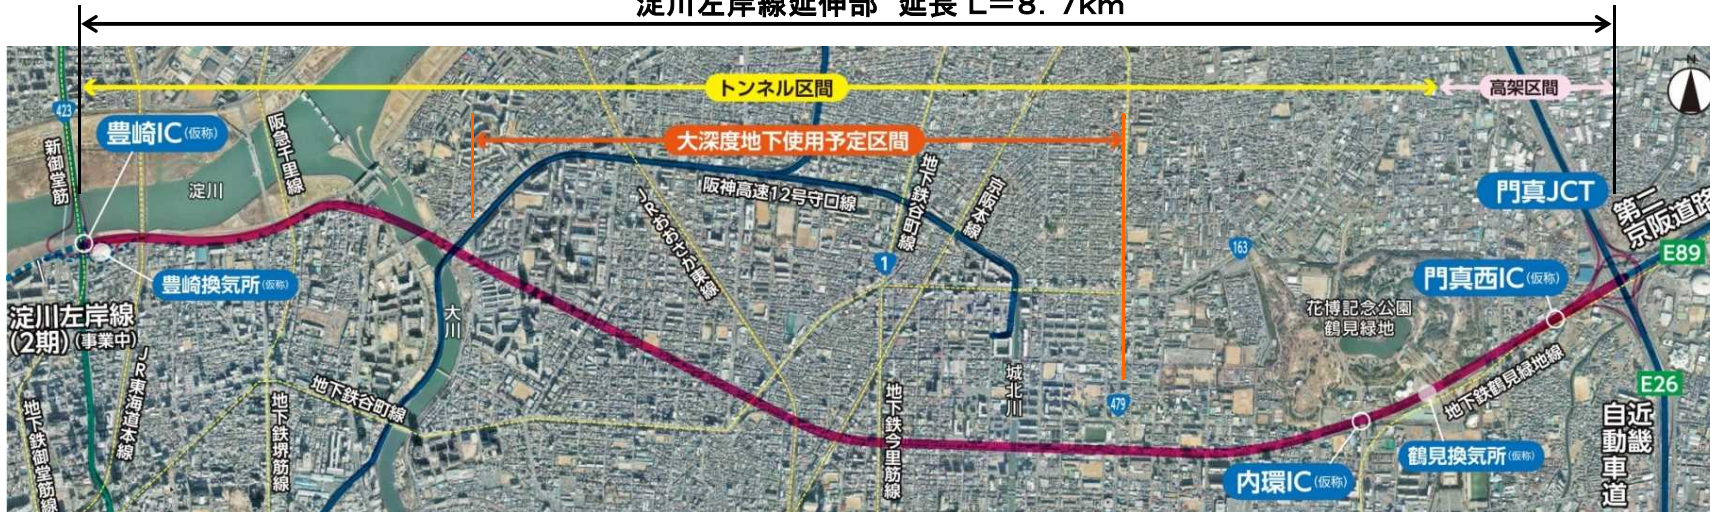 淀川左岸線延伸部 延長 L=8.7km
トンネル区間
高架区間
N
423
豊崎IC(仮称)
阪急千里線
大深度地下使用予定区間
新御堂筋
淀川
阪神高速12号守口線
地下鉄谷町線
京阪本線
門真JCT
第二
京阪道路
E89
JRおおさか東線
163
1
門真西IC(仮称)
豊崎換気所(仮称)
淀川左岸線
(2期)(事業中)
大川
花博記念公園
鶴見緑地
JR東海道本線
地下鉄谷町線
城北川
地下鉄鶴見緑地線
E26
近畿
自動車道
479
地下鉄御堂筋線
地下鉄堺筋線
地下鉄今里筋線
鶴見換気所(仮称)
内環IC(仮称)